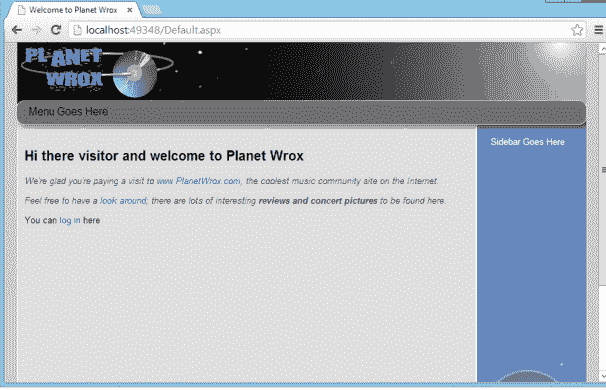 Welcome to Planet Wrox
localhost:49348/Default.aspx
PLANET
WROX
Menu Goes Here
Sidebar Goes Here
Hi there visitor and welcome to Planet Wrox
We're glad you're paying a visit to www.PlanetWrox.com, the coolest music community site on the Internet.
Feel free to have a look around; there are lots of interesting reviews and concert pictures to be found here.
You can log in here